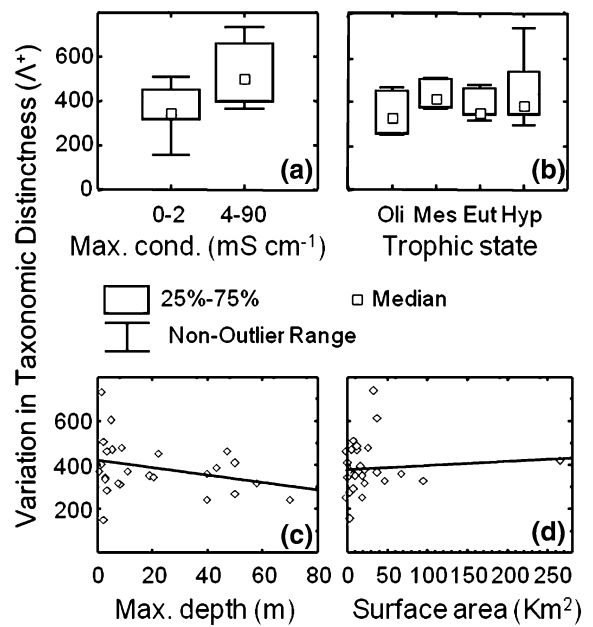 Variation in Taxonomic Distinctness (Λ+)
600
400
200
0
(a)
(b)
0-2 4-90
Oli Mes Eut Hyp
Max. cond. (mS cm-1)
Trophic state
25%-75%
Median
Non-Outlier Range
600
400
200
(c)
(d)
0 20 40 60 80
0 50 100 150 200 250
Max. depth (m)
Surface area (Km2)